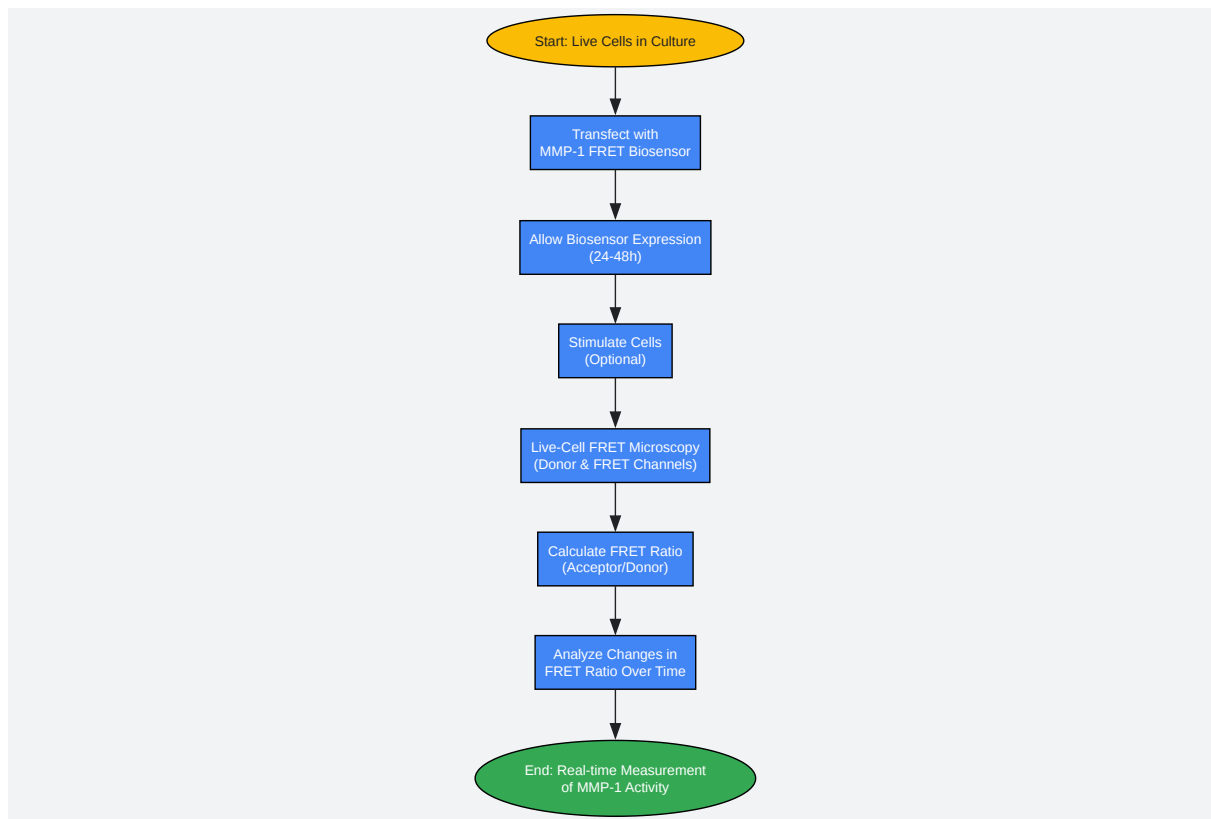 Start: Live Cells in Culture
Transfect with
MMP-1 FRET Biosensor
Allow Biosensor Expression
(24-48h)
Stimulate Cells
(Optional)
Live-Cell FRET Microscopy
(Donor & FRET Channels)
Calculate FRET Ratio
(Acceptor/Donor)
Analyze Changes in
FRET Ratio Over Time
End: Real-time Measurement
of MMP-1 Activity